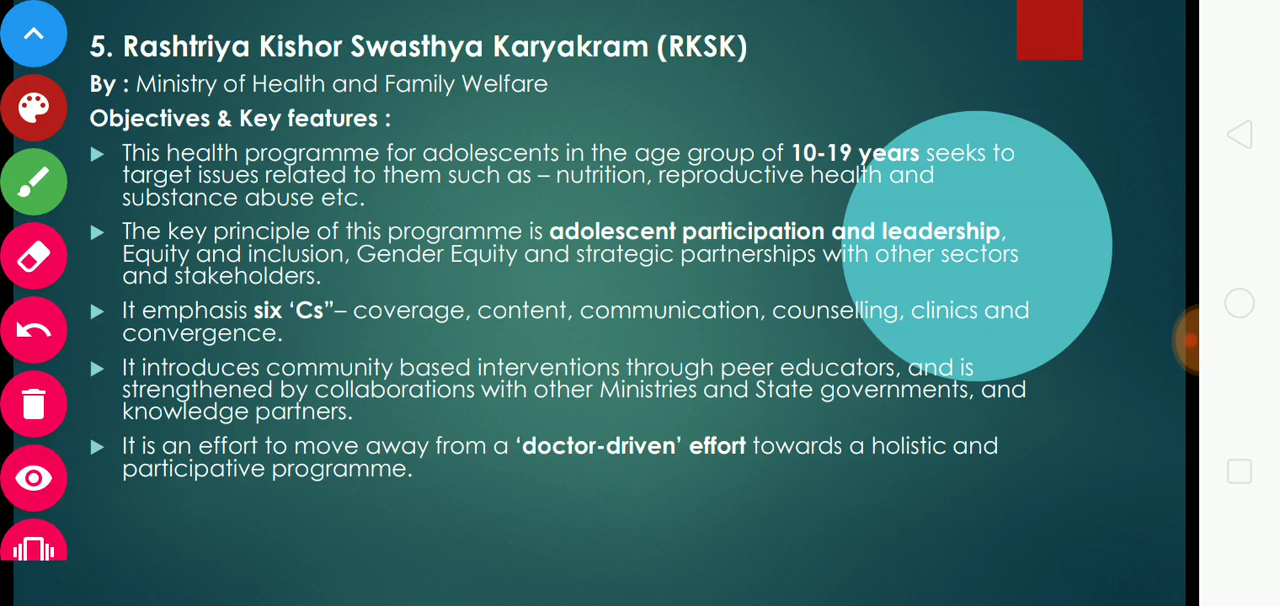 5. Rashtriya Kishor Swasthya Karyakram (RKSK)
By : Ministry of Health and Family Welfare
Objectives & Key features :
This health programme for adolescents in the age group of 10-19 years seeks to
target issues related to them such as – nutrition, reproductive health and
substance abuse etc.
The key principle of this programme is adolescent participation and leadership,
Equity and inclusion, Gender Equity and strategic partnerships with other sectors
and stakeholders.
It emphasis six ‘Cs”– coverage, content, communication, counselling, clinics and
convergence.
It introduces community based interventions through peer educators, and is
strengthened by collaborations with other Ministries and State governments, and
knowledge partners.
It is an effort to move away from a ‘doctor-driven’ effort towards a holistic and
participative programme.